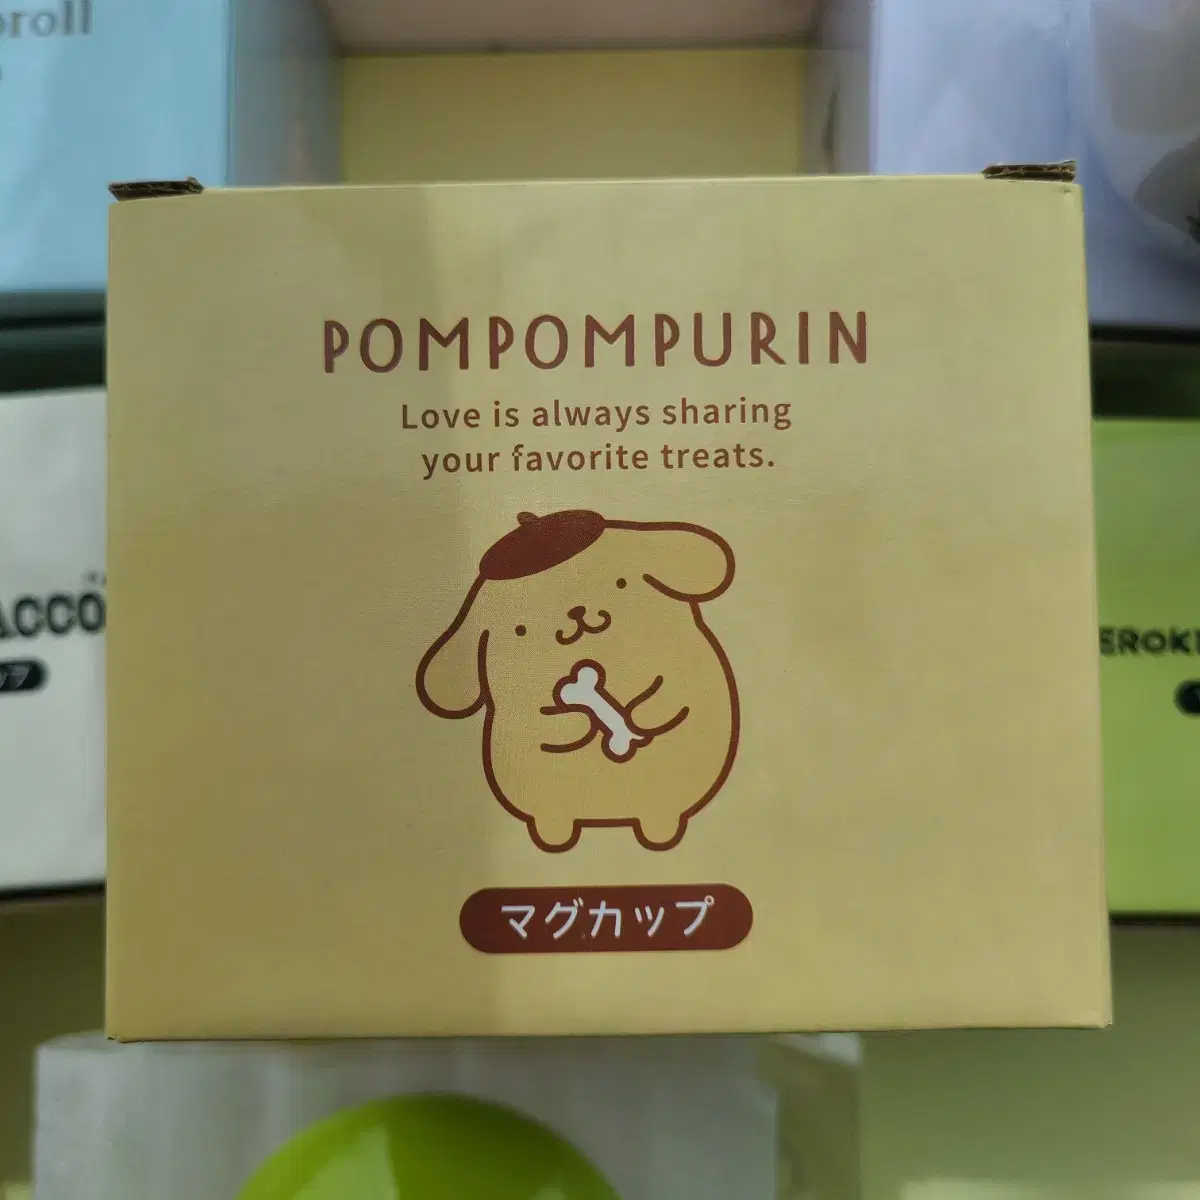 POMPOMPURIN
Love is always sharing
your favorite treats.
マグカップ